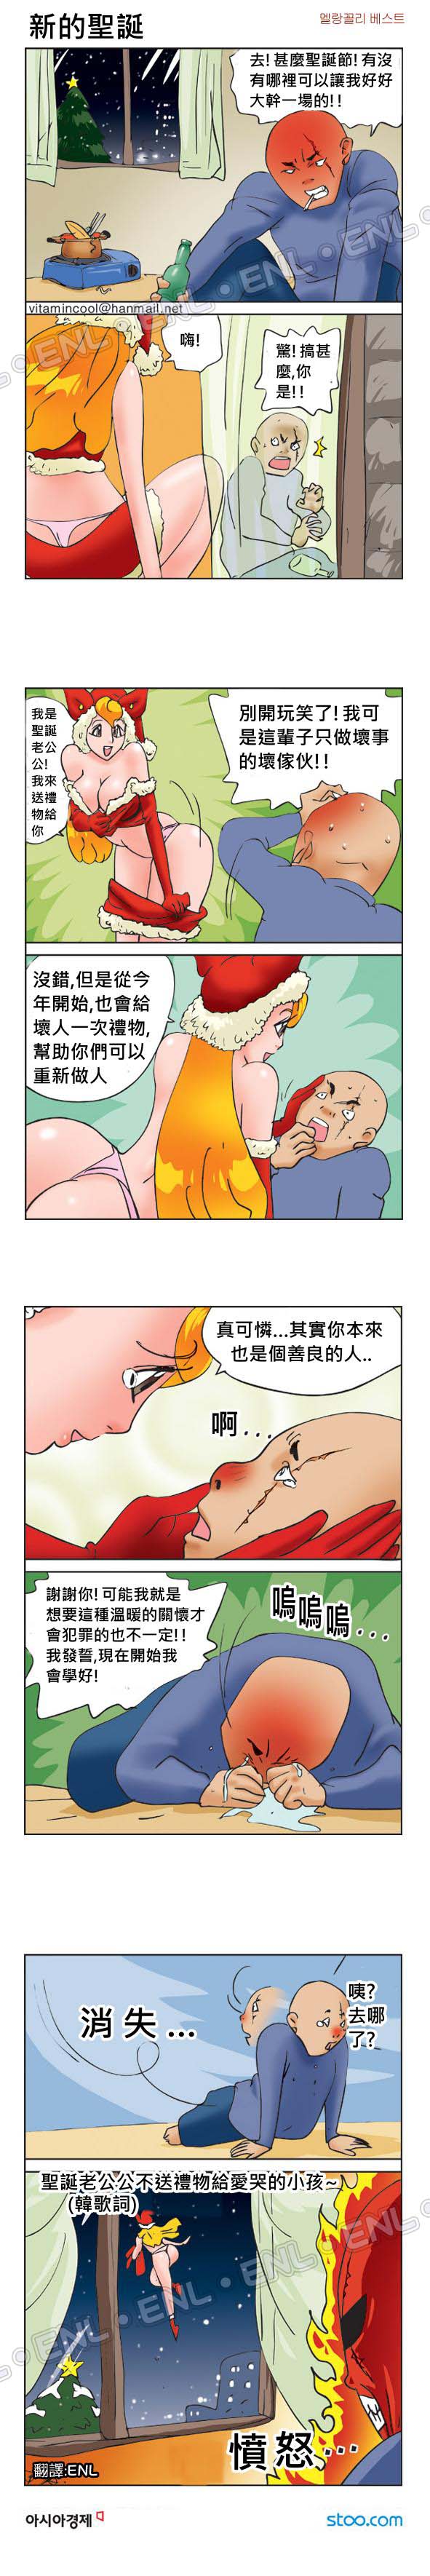 新的聖誕
멜랑꼴리 베스트
去! 甚麼聖誕節! 有沒
有哪裡可以讓我好好
大幹一場的!!
ENL • ENL • ENL
vitamincool@hanmail.net
嗨!
驚! 搞甚
麼,你
是!!
我是
聖誕
老公
公!
我來
送禮
物給
你
別開玩笑了! 我可
是這輩子只做壞事
的壞傢伙!!
沒錯,但是從今
年開始,也會給
壞人一次禮物,
幫助你們可以
重新做人
真可憐...其實你本來
也是個善良的人..
啊...
謝謝你! 可能我就是
想要這種溫暖的關懷才
會犯罪的也不一定!!
我發誓,現在開始我
會學好!
嗚嗚嗚...
消失...
咦?
去哪
了?
聖誕老公公不送禮物給愛哭的小孩~
(韓歌詞)
ENL • ENL • ENL • ENL
憤怒...
翻譯:ENL
아시아경제
stoo.com